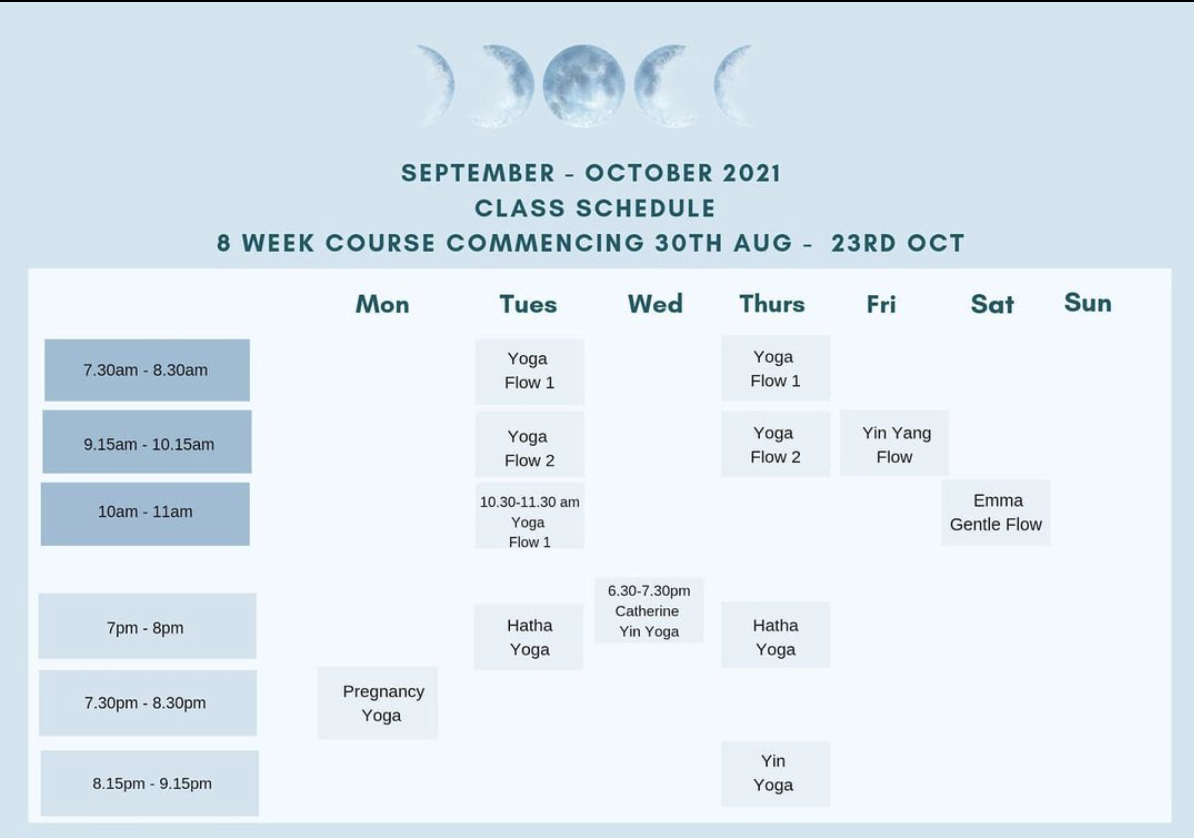 SEPTEMBER - OCTOBER 2021
CLASS SCHEDULE
8 WEEK COURSE COMMENCING 30TH AUG - 23RD OCT
Mon Tues Wed Thurs Fri Sat Sun
7.30am - 8.30am
Yoga
Flow 1
Yoga
Flow 1
9.15am - 10.15am
Yoga
Flow 2
Yoga
Flow 2
Yin Yang
Flow
10am - 11am
10.30-11.30 am
Yoga
Flow 1
Emma
Gentle Flow
7pm - 8pm
Hatha
Yoga
6.30-7.30pm
Catherine
Yin Yoga
Hatha
Yoga
7.30pm - 8.30pm
Pregnancy
Yoga
8.15pm - 9.15pm
Yin
Yoga